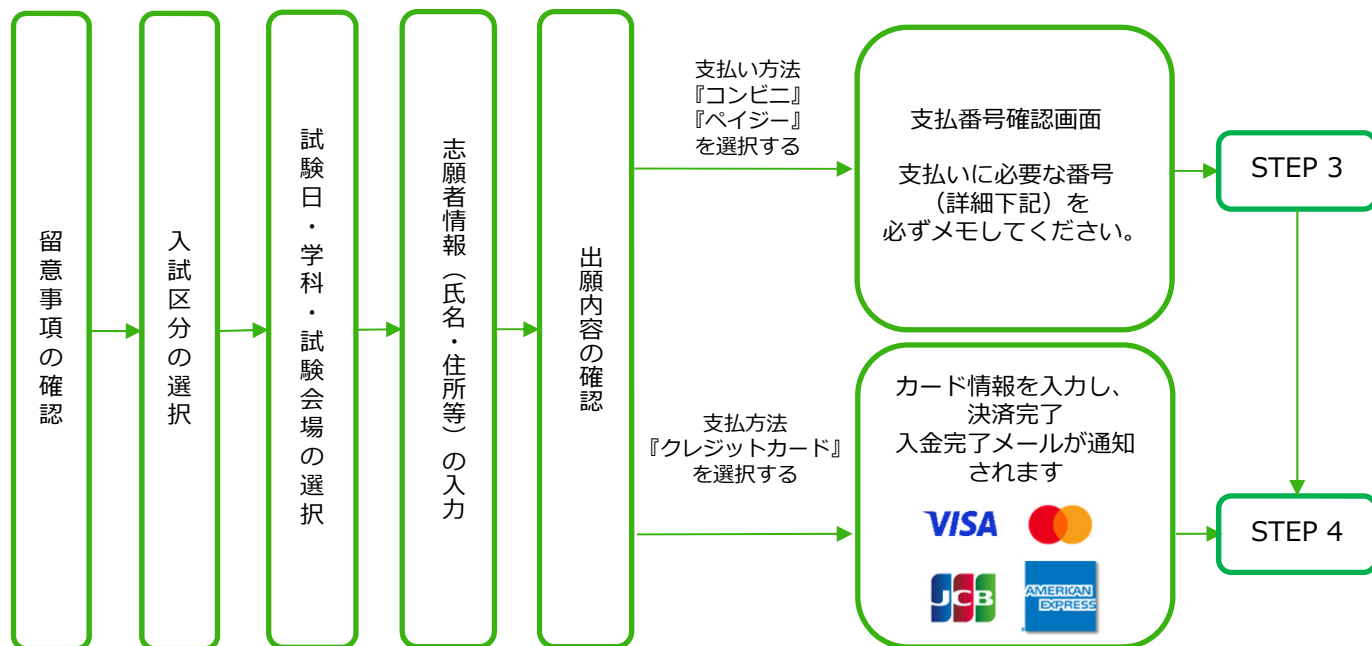 留意事項の確認
入試区分の選択
試験日・学科・試験会場の選択
志願者情報（氏名・住所等）の入力
出願内容の確認
支払い方法
『コンビニ』
『ペイジー』
を選択する
支払番号確認画面
支払いに必要な番号
（詳細下記）を
必ずメモしてください。
STEP 3
支払方法
『クレジットカード』
を選択する
カード情報を入力し、
決済完了
入金完了メールが通知
されます
VISA
JCB
AMERICAN
EXPRESS
STEP 4